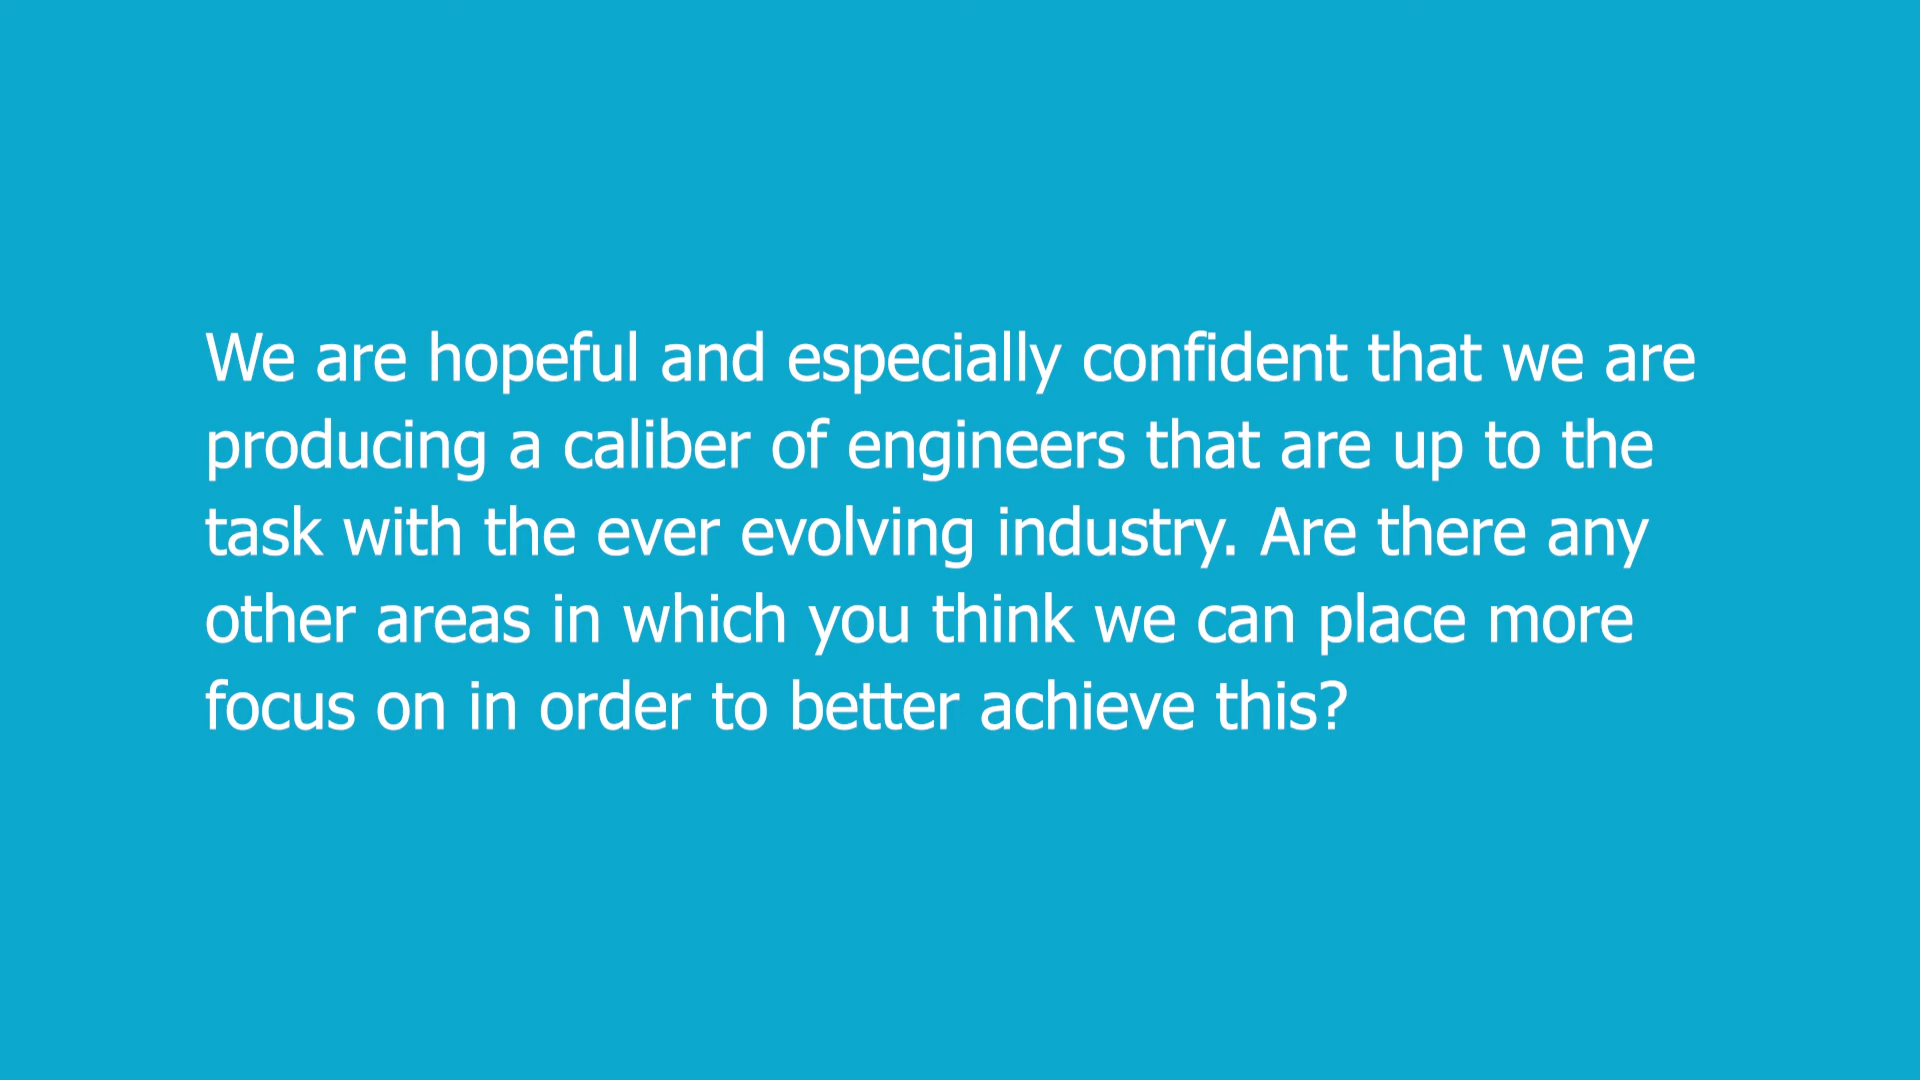 We are hopeful and especially confident that we are
producing a caliber of engineers that are up to the
task with the ever evolving industry. Are there any
other areas in which you think we can place more
focus on in order to better achieve this?